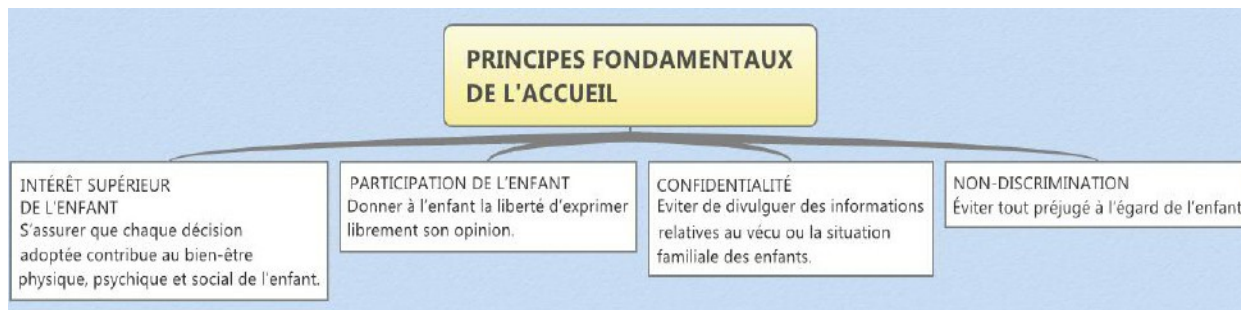 PRINCIPES FONDAMENTAUX
DE L'ACCUEIL
INTÉRÊT SUPÉRIEUR
DE L'ENFANT
S'assurer que chaque décision
adoptée contribue au bien-être
physique, psychique et social de l'enfant.
PARTICIPATION DE L'ENFANT
Donner à l'enfant la liberté d'exprimer
librement son opinion.
CONFIDENTIALITÉ
Eviter de divulguer des informations
relatives au vécu ou la situation
familiale des enfants.
NON-DISCRIMINATION
Éviter tout préjugé à l'égard de l'enfant